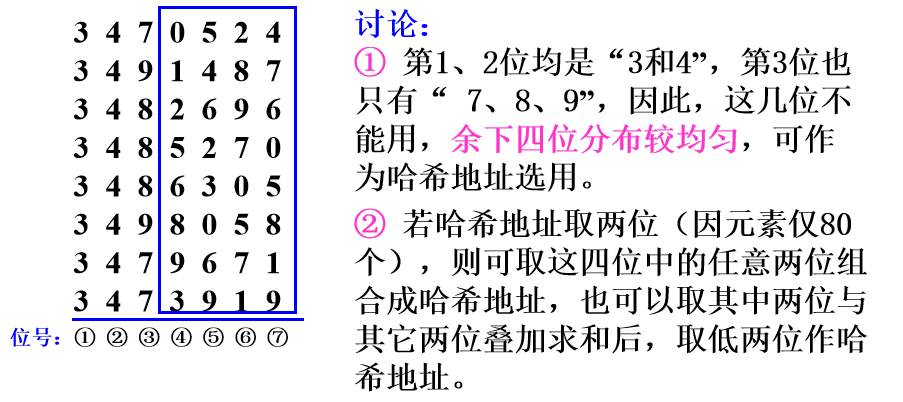 3 4 7 0 5 2 4
3 4 9 1 4 8 7
3 4 8 2 6 9 6
3 4 8 5 2 7 0
3 4 8 6 3 0 5
3 4 9 8 0 5 8
3 4 7 9 6 7 1
3 4 7 3 9 1 9
位号：① ② ③ ④ ⑤ ⑥ ⑦
讨论：
① 第1、2位均是“3和4”，第3位也
只有“ 7、8、9”，因此，这几位不
能用，余下四位分布较均匀，可作
为哈希地址选用。
② 若哈希地址取两位（因元素仅80
个），则可取这四位中的任意两位组
合成哈希地址，也可以取其中两位与
其它两位叠加求和后，取低两位作哈
希地址。